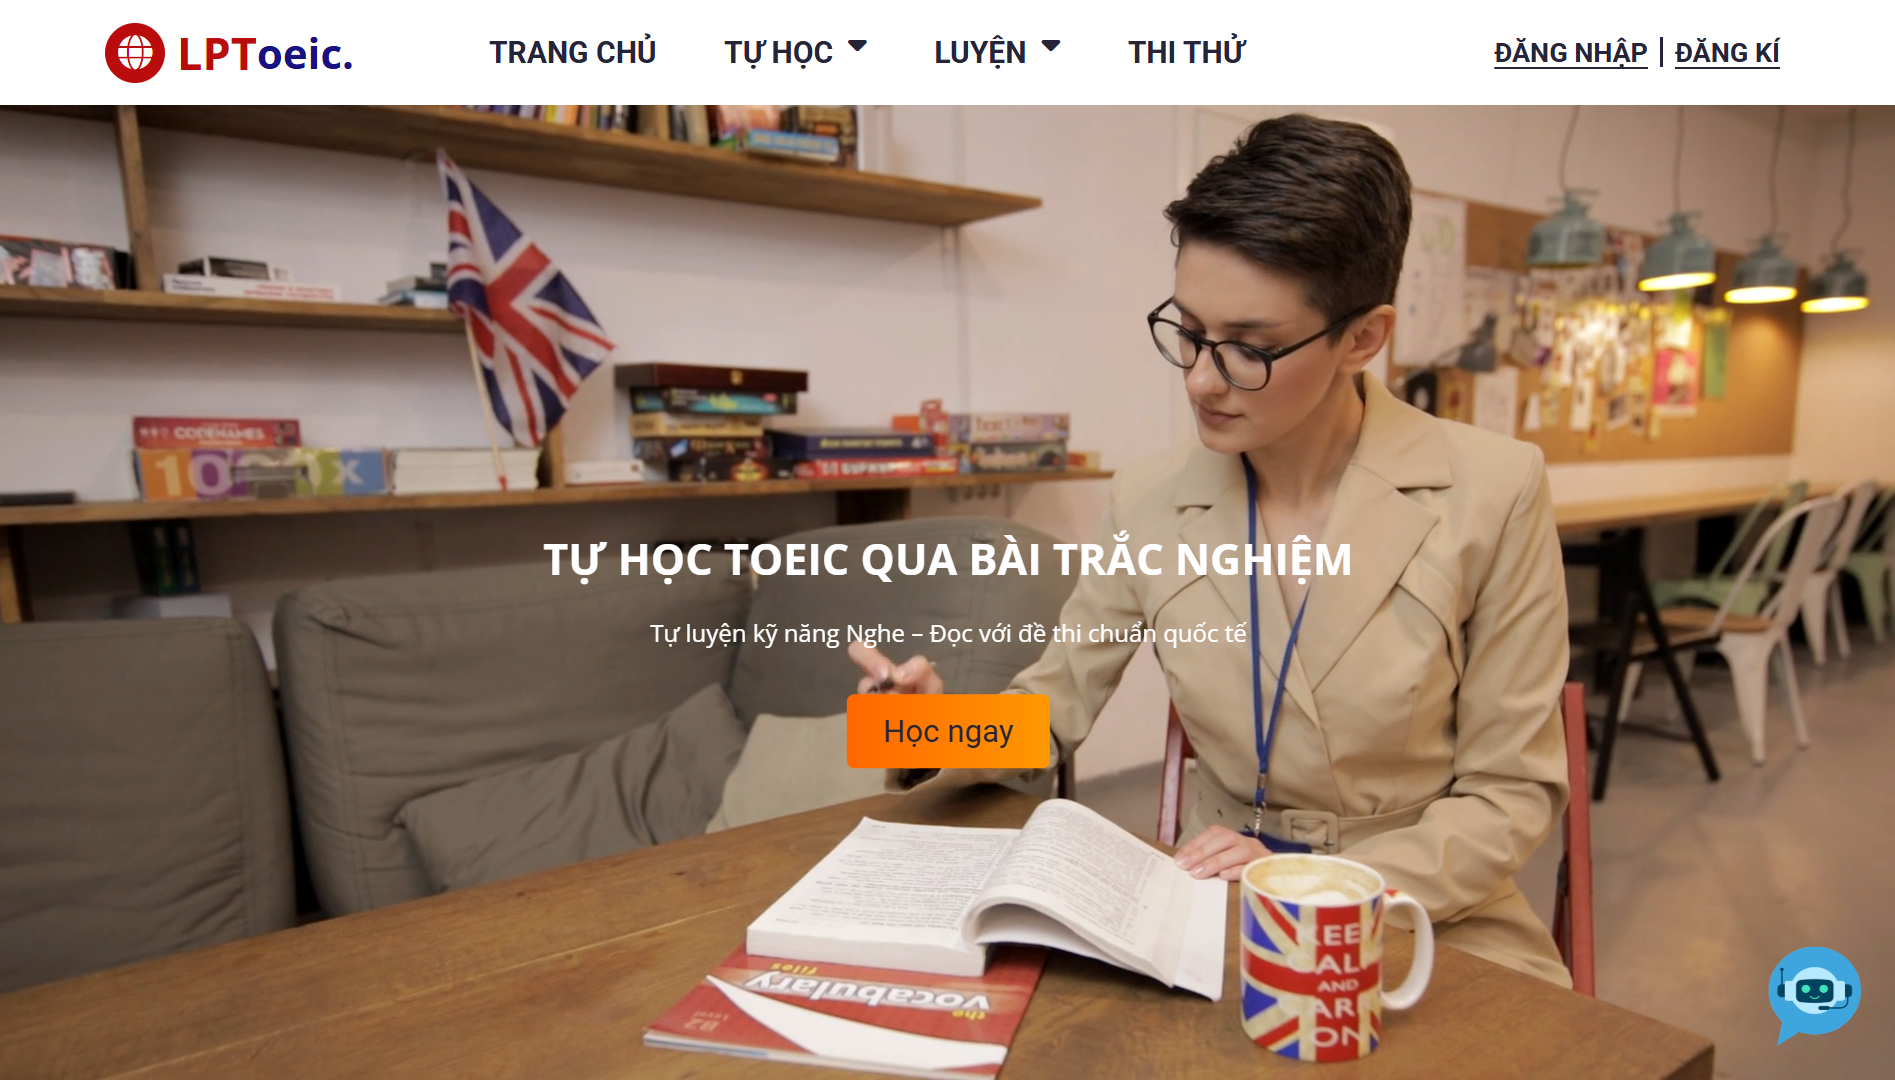 LPToeic.
TRANG CHỦ
TỰ HỌC
LUYỆN
THI THỬ
ĐĂNG NHẬP
ĐĂNG KÍ
CODENAMES
TỰ HỌC TOEIC QUA BÀI TRẮC NGHIỆM
Tự luyện kỹ năng Nghe – Đọc với đề thi chuẩn quốc tế
Học ngay
the
vocabulary
files
B2
Level
KEE
CAL
AND
ARR
ON